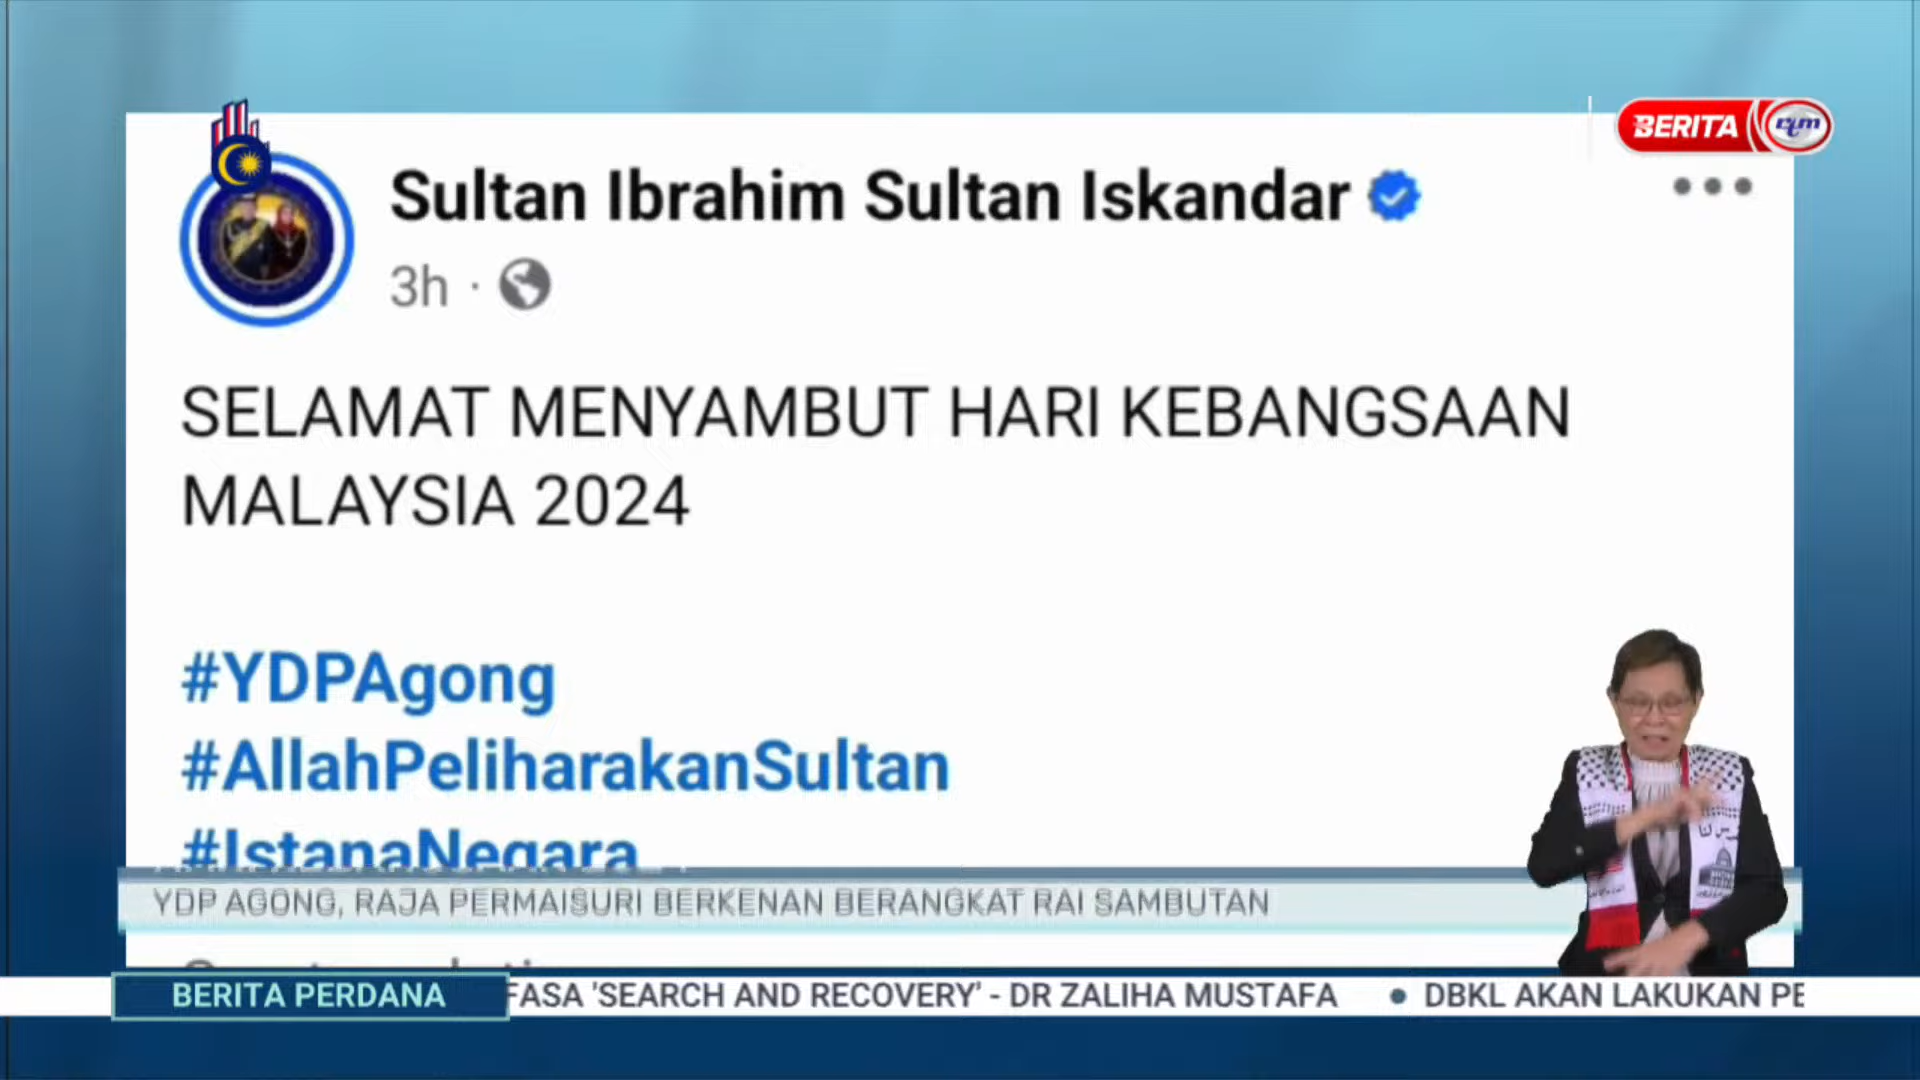 BERITA rtm
Sultan Ibrahim Sultan Iskandar
3h ·
SELAMAT MENYAMBUT HARI KEBANGSAAN
MALAYSIA 2024
#YDPAgong
#AllahPeliharakanSultan
#IstanaNegara
YDP AGONG, RAJA PERMAISURI BERKENAN BERANGKAT RAI SAMBUTAN
BERITA PERDANA
FASA 'SEARCH AND RECOVERY' - DR ZALIHA MUSTAFA • DBKL AKAN LAKUKAN PE